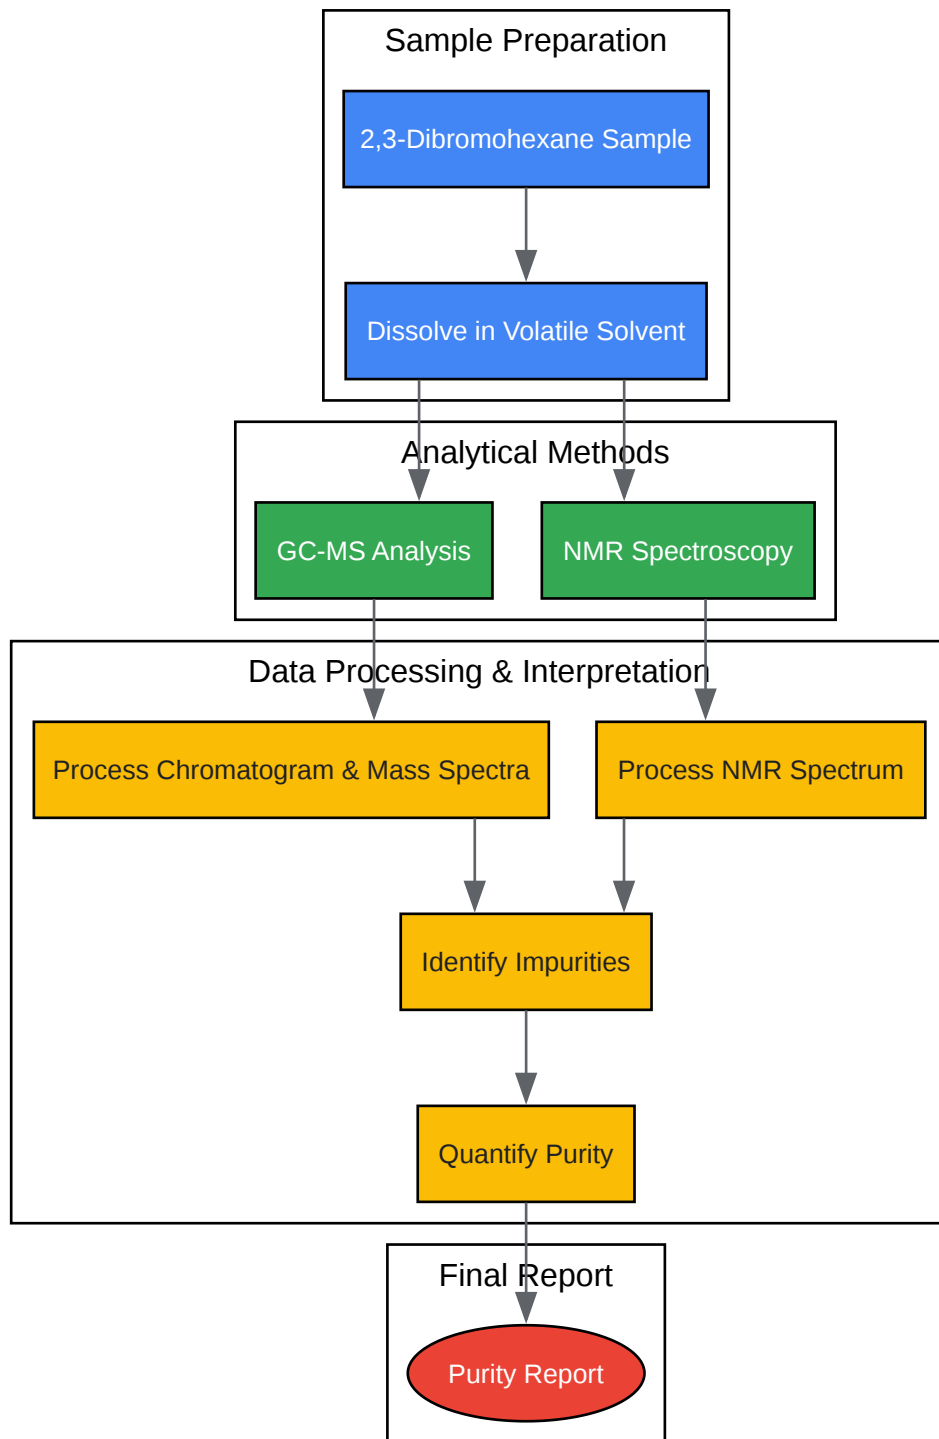 Sample Preparation
2,3-Dibromohexane Sample
Dissolve in Volatile Solvent
Analytical Methods
GC-MS Analysis
NMR Spectroscopy
Data Processing & Interpretation
Process Chromatogram & Mass Spectra
Process NMR Spectrum
Identify Impurities
Quantify Purity
Final Report
Purity Report